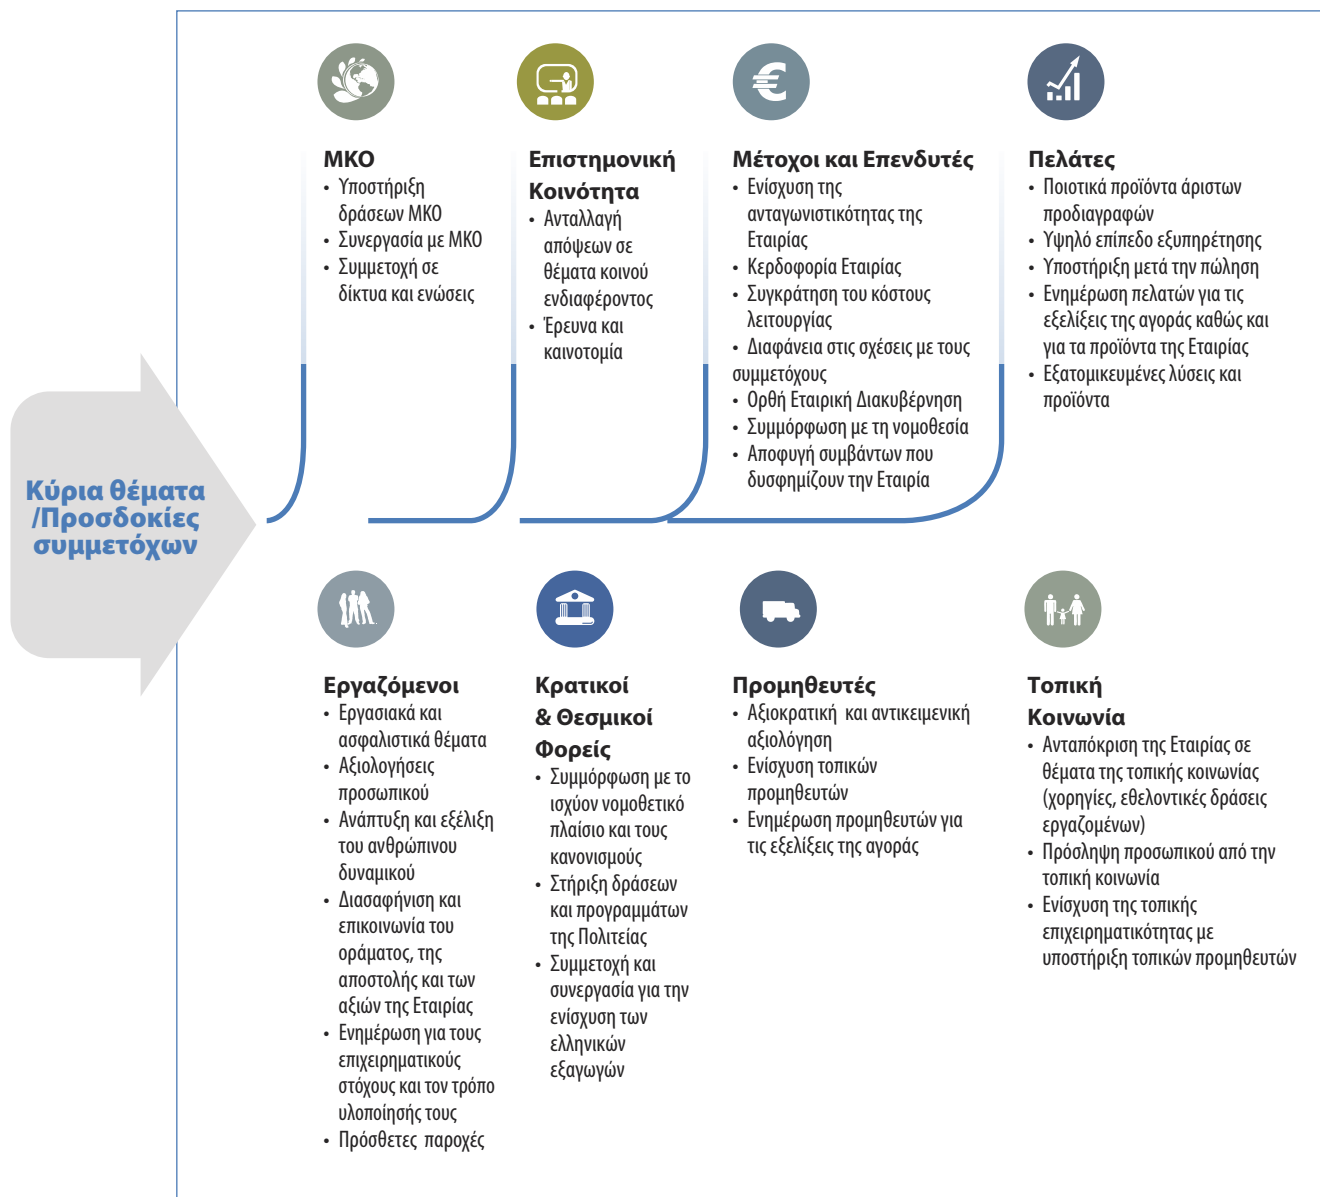 Κύρια θέματα
/Προσδοκίες
συμμετόχων
ΜΚΟ
• Υποστήριξη
δράσεων ΜΚΟ
• Συνεργασία με ΜΚΟ
• Συμμετοχή σε
δίκτυα και ενώσεις
Επιστημονική
Κοινότητα
• Ανταλλαγή
απόψεων σε
θέματα κοινού
ενδιαφέροντος
• Έρευνα και
καινοτομία
Μέτοχοι και Επενδυτές
• Ενίσχυση της
ανταγωνιστικότητας της
Εταιρίας
• Κερδοφορία Εταιρίας
• Συγκράτηση του κόστους
λειτουργίας
• Διαφάνεια στις σχέσεις με τους
συμμετόχους
• Ορθή Εταιρική Διακυβέρνηση
• Συμμόρφωση με τη νομοθεσία
• Αποφυγή συμβάντων που
δυσφημίζουν την Εταιρία
Πελάτες
• Ποιοτικά προϊόντα άριστων
προδιαγραφών
• Υψηλό επίπεδο εξυπηρέτησης
• Υποστήριξη μετά την πώληση
• Ενημέρωση πελατών για τις
εξελίξεις της αγοράς καθώς και
για τα προϊόντα της Εταιρίας
• Εξατομικευμένες λύσεις και
προϊόντα
Εργαζόμενοι
• Εργασιακά και
ασφαλιστικά θέματα
• Αξιολογήσεις
προσωπικού
• Ανάπτυξη και εξέλιξη
του ανθρώπινου
δυναμικού
• Διασαφήνιση και
επικοινωνία του
οράματος, της
αποστολής και των
αξιών της Εταιρίας
• Ενημέρωση για τους
επιχειρηματικούς
στόχους και τον τρόπο
υλοποίησής τους
• Πρόσθετες παροχές
Κρατικοί
& Θεσμικοί
Φορείς
• Συμμόρφωση με το
ισχύον νομοθετικό
πλαίσιο και τους
κανονισμούς
• Στήριξη δράσεων
και προγραμμάτων
της Πολιτείας
• Συμμετοχή και
συνεργασία για την
ενίσχυση των
ελληνικών
εξαγωγών
Προμηθευτές
• Αξιοκρατική και αντικειμενική
αξιολόγηση
• Ενίσχυση τοπικών
προμηθευτών
• Ενημέρωση προμηθευτών για
τις εξελίξεις της αγοράς
Τοπική
Κοινωνία
• Ανταπόκριση της Εταιρίας σε
θέματα της τοπικής κοινωνίας
(χορηγίες, εθελοντικές δράσεις
εργαζομένων)
• Πρόσληψη προσωπικού από την
τοπική κοινωνία
• Ενίσχυση της τοπικής
επιχειρηματικότητας με
υποστήριξη τοπικών προμηθευτών